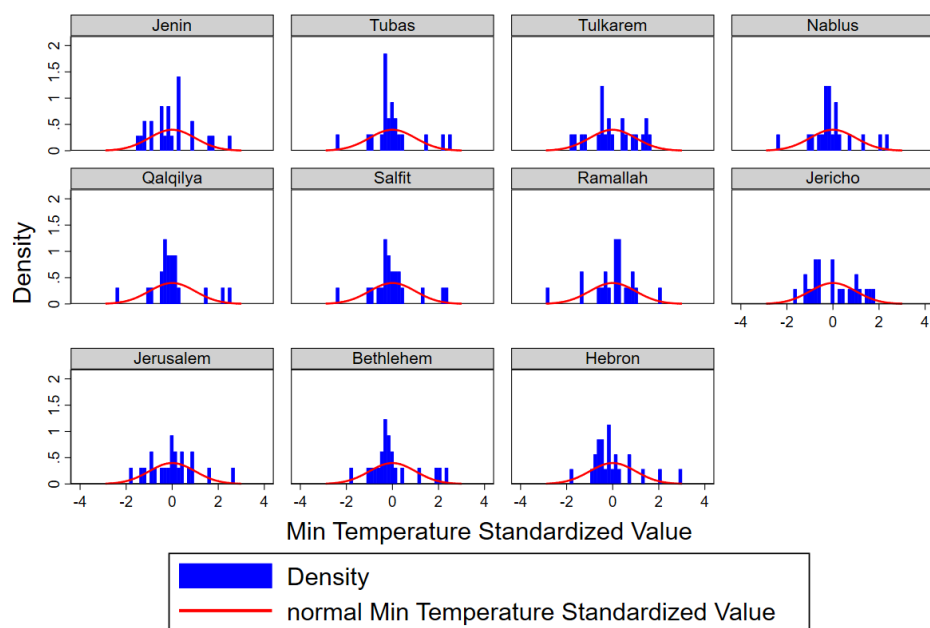 Jenin Tubas Tulkarem Nablus
2
1.5
1
.5
0
Qalqilya Salfit Ramallah Jericho
2
1.5
1
.5
0
-4 -2 0 2 4
Jerusalem Bethlehem Hebron
2
1.5
1
.5
0
-4 -2 0 2 4 -4 -2 0 2 4 -4 -2 0 2 4
Density
Min Temperature Standardized Value
Density
normal Min Temperature Standardized Value